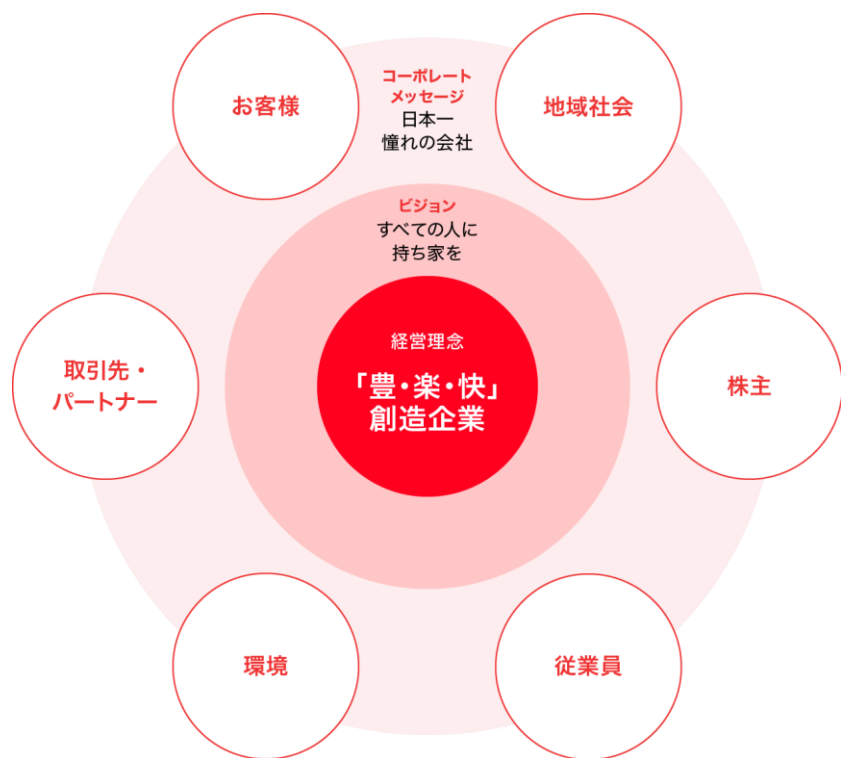 お客様
コーポレート
メッセージ
日本一
憧れの会社
地域社会
ビジョン
すべての人に
持ち家を
取引先・
パートナー
経営理念
「豊・楽・快」
創造企業
株主
環境
従業員